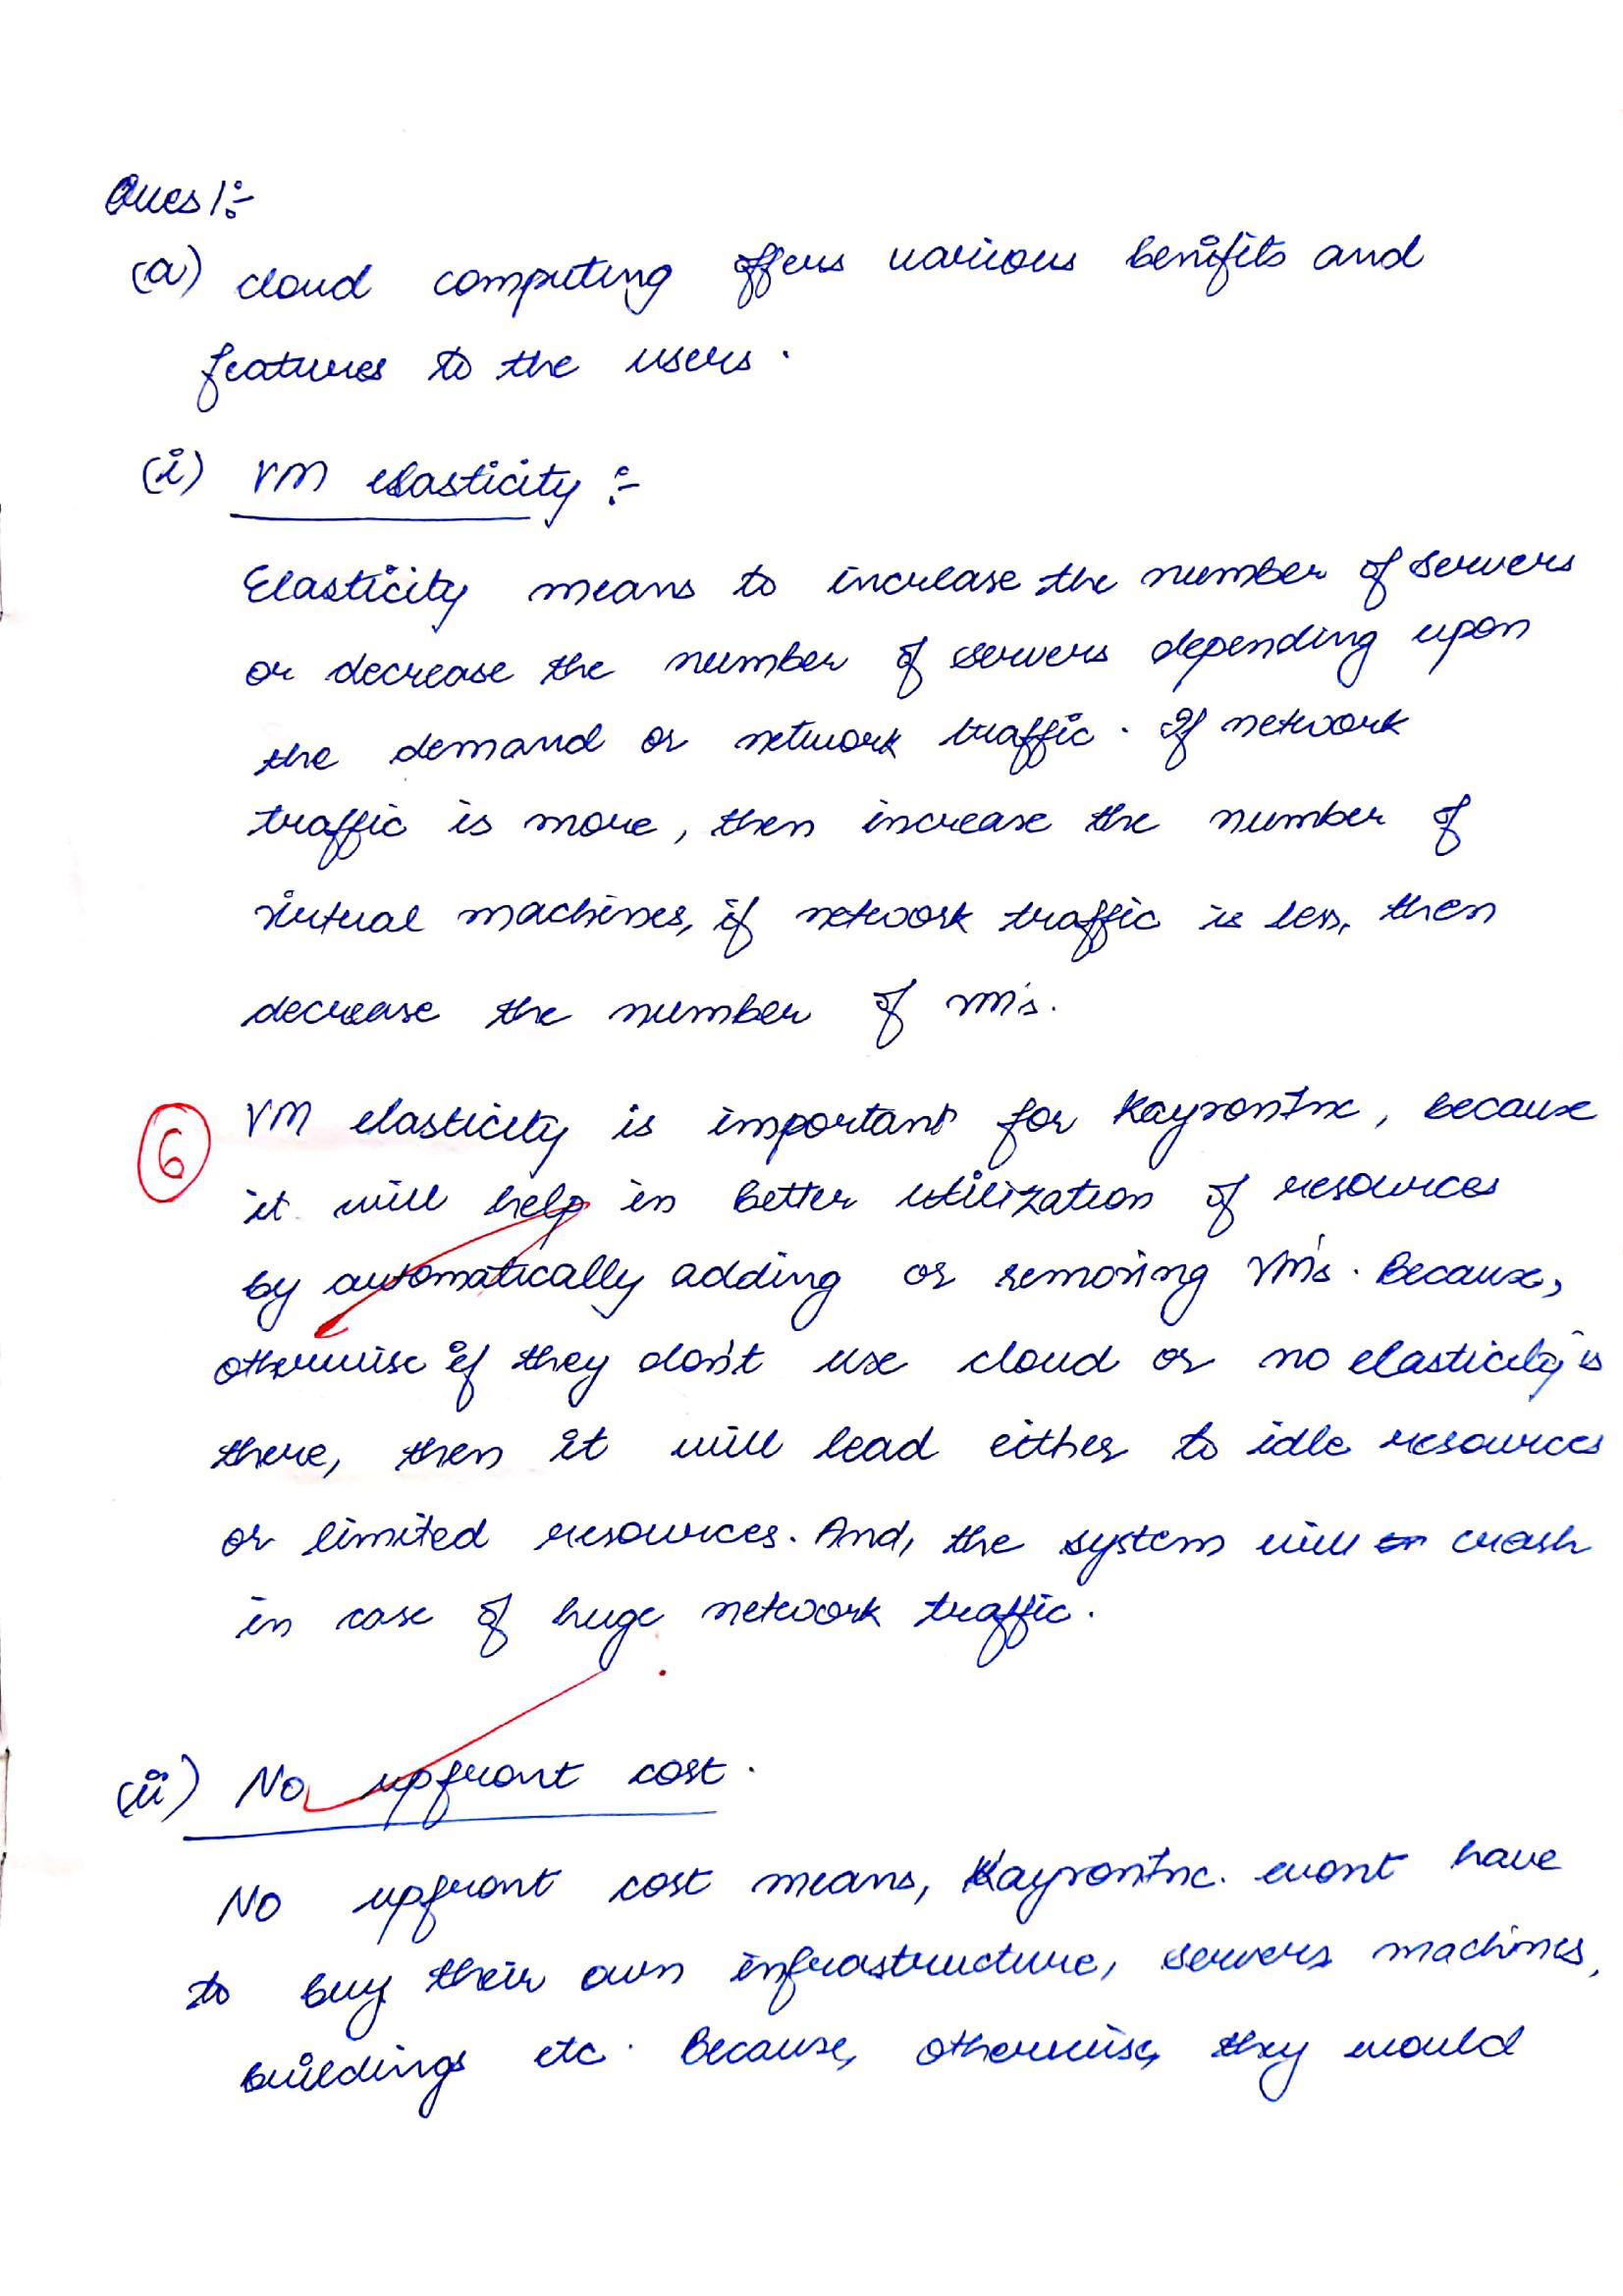 Ques 1:-
(a) cloud computing offers various benifits and
features to the users.
(i) VM elasticity :-
Elasticity means to increase the number of servers
or decrease the number of servers depending upon
the demand or network traffic. If network
traffic is more, then increase the number of
virtual machines, if network traffic is less, then
decrease the number of VM's.
6
VM elasticity is important for KayronInc, because
it will help in better utilization of resources
by automatically adding or removing VM's. Because,
otherwise if they don't use cloud or no elasticity is
there, then it will lead either to idle resources
or limited resources. And, the system will crash
in case of huge network traffic.
(ii) No upfront cost.
No upfront cost means, KayronInc. wont have
to buy their own infrastructure, servers machines,
buildings etc. Because, otherwise, they would